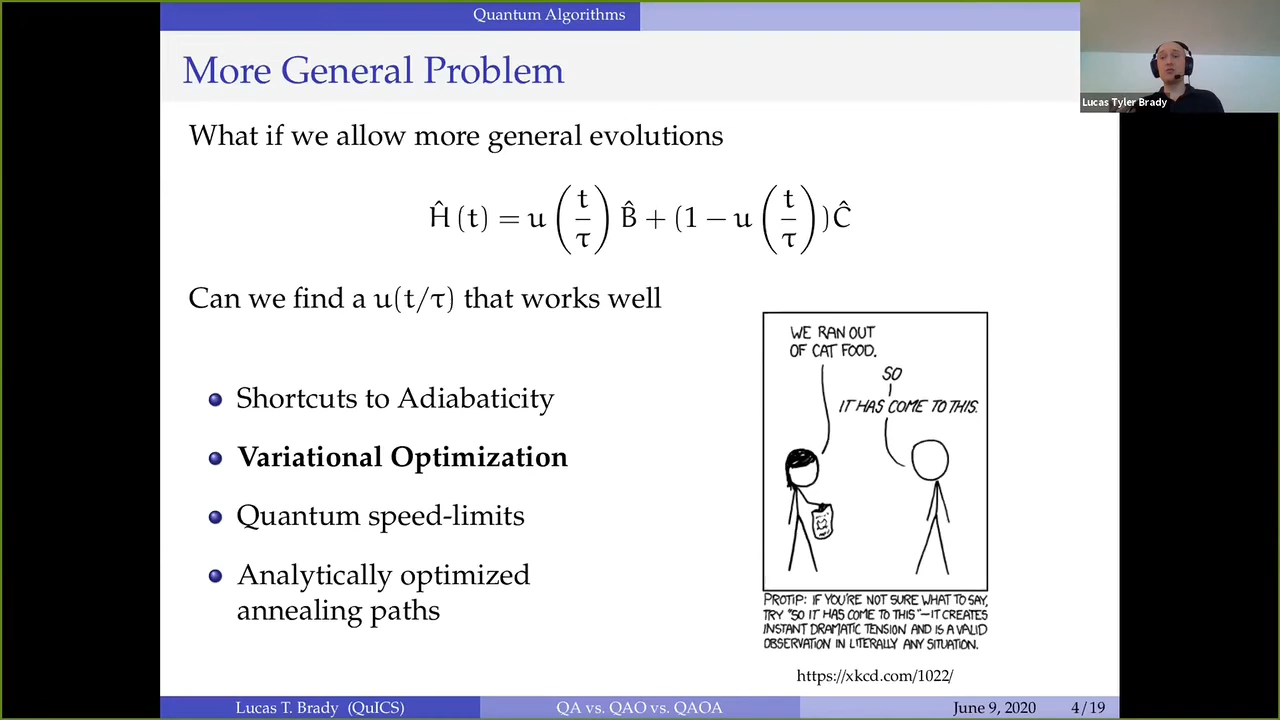 Quantum Algorithms
More General Problem
Lucas Tyler Brady
What if we allow more general evolutions
Ĥ (t) = u (t/τ) B̂ + (1 − u (t/τ))Ĉ
Can we find a u(t/τ) that works well
Shortcuts to Adiabaticity
Variational Optimization
Quantum speed-limits
Analytically optimized
annealing paths
WE RAN OUT
OF CAT FOOD.
SO
IT HAS COME TO THIS.
PROTIP: IF YOU'RE NOT SURE WHAT TO SAY,
TRY "SO IT HAS COME TO THIS"—IT CREATES
INSTANT DRAMATIC TENSION AND IS A VALID
OBSERVATION IN LITERALLY ANY SITUATION.
https://xkcd.com/1022/
Lucas T. Brady (QuICS)
QA vs. QAO vs. QAOA
June 9, 2020 4/19